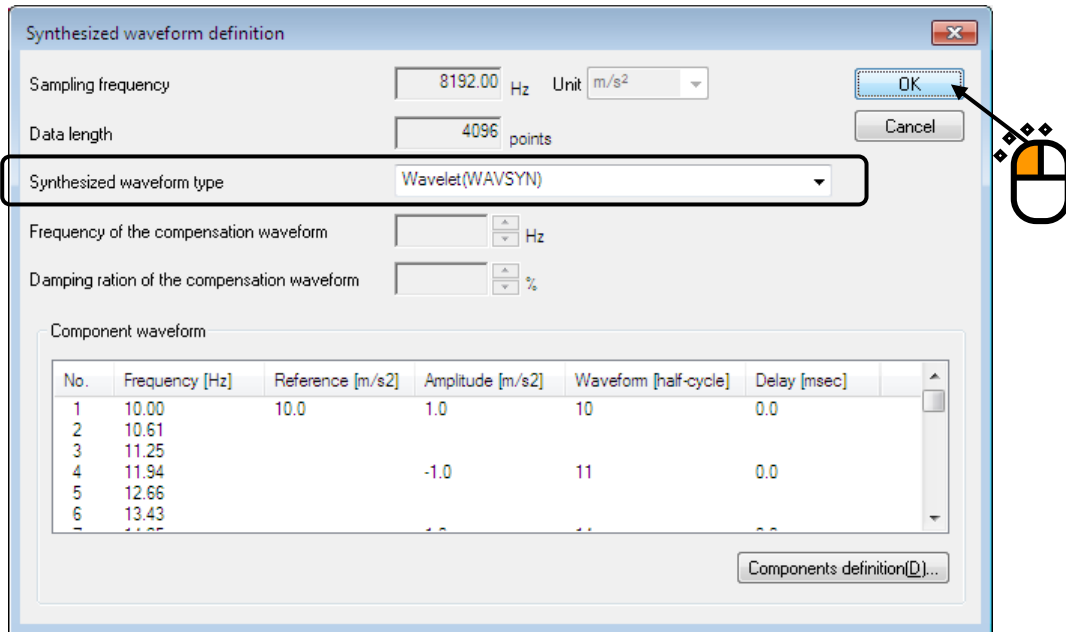 Synthesized waveform definition
Sampling frequency 8192.00 Hz Unit m/s² OK
Data length 4096 points Cancel
Synthesized waveform type Wavelet(WAVSYN)
Frequency of the compensation waveform Hz
Damping ration of the compensation waveform %
Component waveform
No. Frequency [Hz] Reference [m/s2] Amplitude [m/s2] Waveform [half-cycle] Delay [msec]
1 10.00 10.0 1.0 10 0.0
2 10.61
3 11.25
4 11.94 -1.0 11 0.0
5 12.66
6 13.43
Components definition(D)...